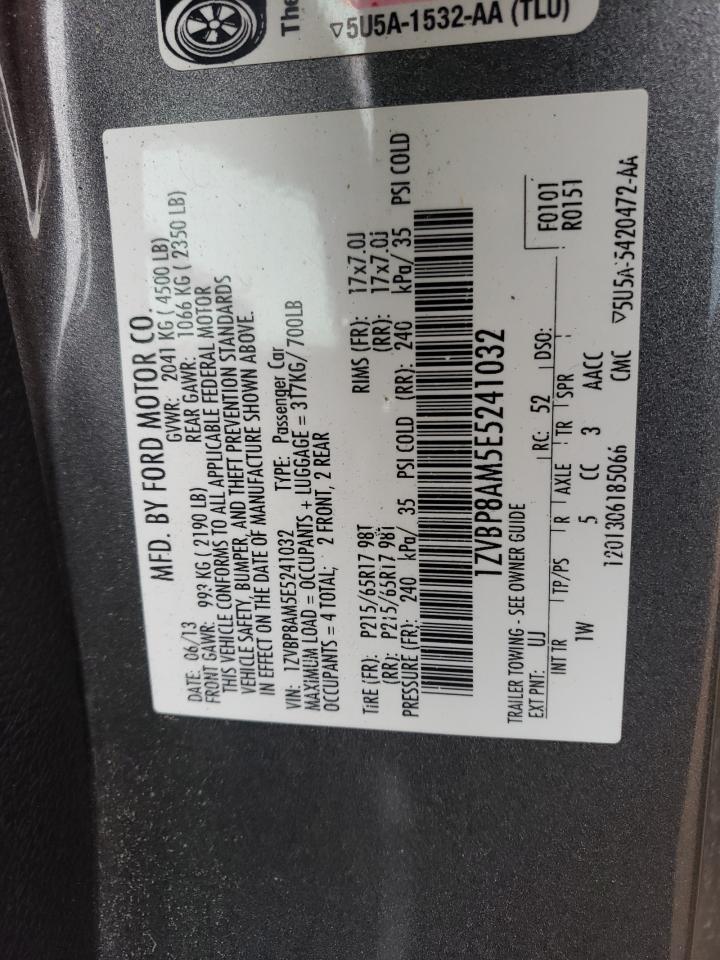 The
▽5U5A-1532-AA (TLU)
MFD. BY FORD MOTOR CO.
DATE: 06/13 GVWR: 2041 KG ( 4500 LB)
FRONT GAWR: 993 KG ( 2190 LB) REAR GAWR: 1066 KG ( 2350 LB)
THIS VEHICLE CONFORMS TO ALL APPLICABLE FEDERAL MOTOR
VEHICLE SAFETY, BUMPER, AND THEFT PREVENTION STANDARDS
IN EFFECT ON THE DATE OF MANUFACTURE SHOWN ABOVE.
VIN: 1ZVBP8AM5E5241032 TYPE: Passenger Car
MAXIMUM LOAD = OCCUPANTS + LUGGAGE = 317KG/ 700LB
OCCUPANTS = 4 TOTAL; 2 FRONT, 2 REAR
TIRE (FR): P215/65R17 98T RIMS (FR): 17x7.0J
(RR): P215/65R17 98T (RR): 17x7.0J
PRESSURE (FR): 240 kPa/ 35 PSI COLD (RR): 240 kPa/ 35 PSI COLD
1ZVBP8AM5E5241032
TRAILER TOWING - SEE OWNER GUIDE
EXT PNT: UJ RC: 52 DSO: F0101
R0151
INT TR TP/PS R AXLE TR SPR
1W 5 CC 3 AACC
1201306185066 CMC ▽5U5A-5420472-AA